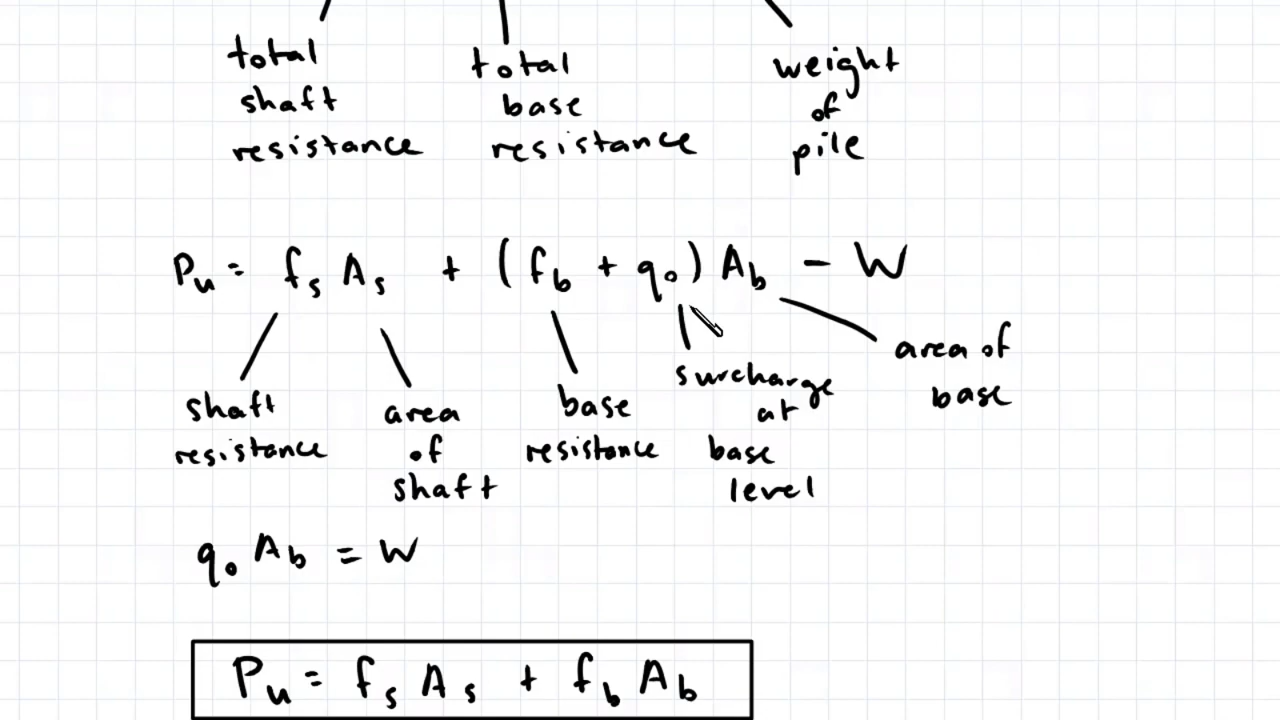 total shaft resistance
total base resistance
weight of pile
Pu = fs As + (fb + q0) Ab - W
shaft resistance
area of shaft
base resistance
surcharge at base level
area of base
q0 Ab = W
Pu = fs As + fb Ab